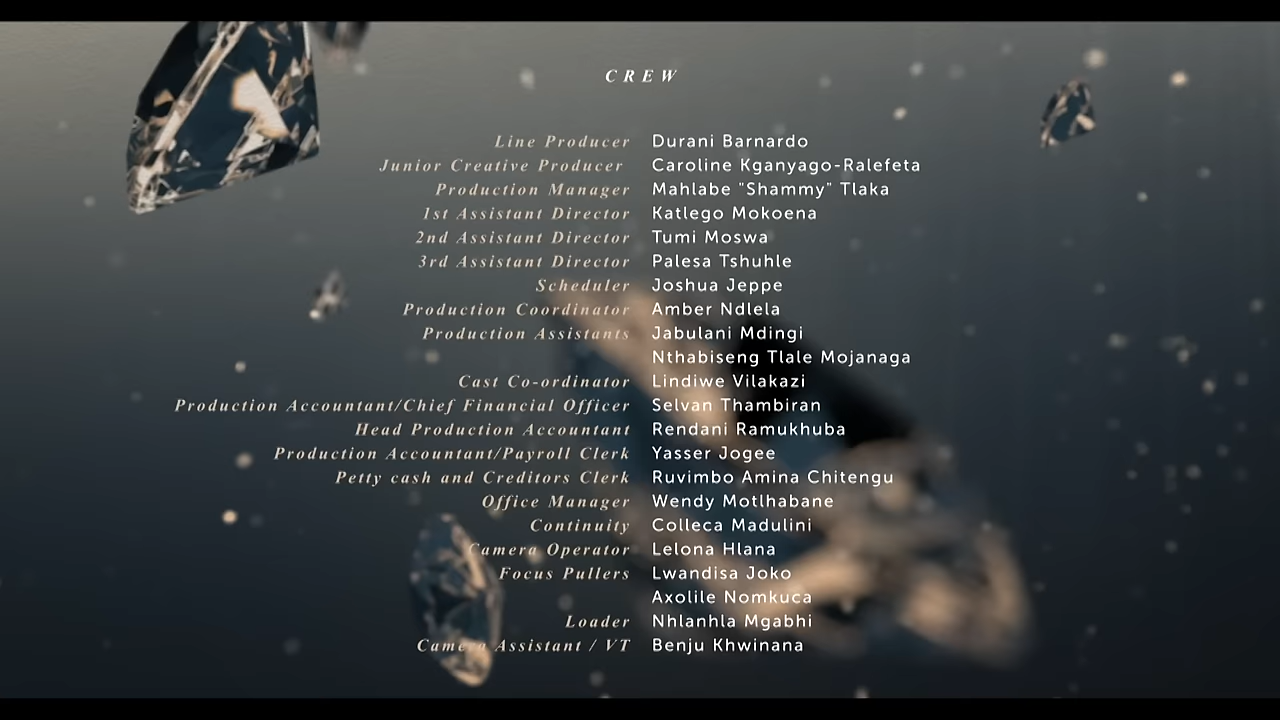 CREW
Line Producer Durani Barnardo
Junior Creative Producer Caroline Kganyago-Ralefeta
Production Manager Mahlabe "Shammy" Tlaka
1st Assistant Director Katlego Mokoena
2nd Assistant Director Tumi Moswa
3rd Assistant Director Palesa Tshuhle
Scheduler Joshua Jeppe
Production Coordinator Amber Ndlela
Production Assistants Jabulani Mdingi
Nthabiseng Tlale Mojanaga
Cast Co-ordinator Lindiwe Vilakazi
Production Accountant/Chief Financial Officer Selvan Thambiran
Head Production Accountant Rendani Ramukhuba
Production Accountant/Payroll Clerk Yasser Jogee
Petty cash and Creditors Clerk Ruvimbo Amina Chitengu
Office Manager Wendy Motlhabane
Continuity Colleca Madulini
Camera Operator Lelona Hlana
Focus Pullers Lwandisa Joko
Axolile Nomkuca
Loader Nhlanhla Mgabhi
Camera Assistant / VT Benju Khwinana